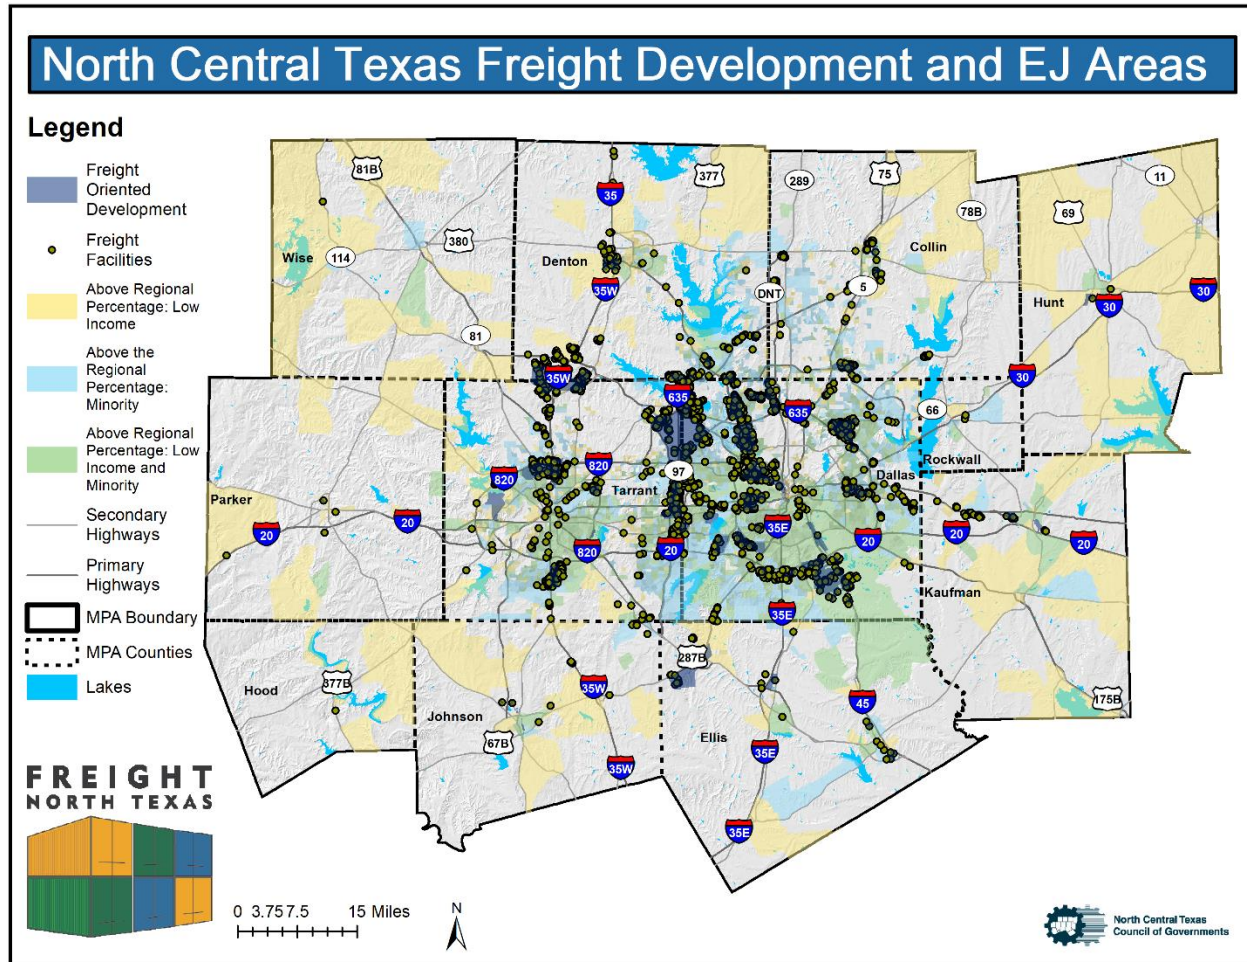 North Central Texas Freight Development and EJ Areas
Legend
Freight
Oriented
Development
Freight
Facilities
Above Regional
Percentage: Low
Income
Above the
Regional
Percentage:
Minority
Above Regional
Percentage: Low
Income and
Minority
Secondary
Highways
Primary
Highways
MPA Boundary
MPA Counties
Lakes
81B
377
289
75
11
35
78B
69
380
Collin
Wise
114
Denton
35W
DNT
5
Hunt
30
30
81
35W
635
30
635
66
820
820
97
Dallas
Rockwall
Tarrant
Parker
20
20
820
20
35E
20
20
20
Kaufman
35E
287B
Hood
877B
35W
45
175B
Johnson
67B
Ellis
35E
35W
35E
FREIGHT
NORTH TEXAS
0 3.75 7.5 15 Miles
N
North Central Texas
Council of Governments